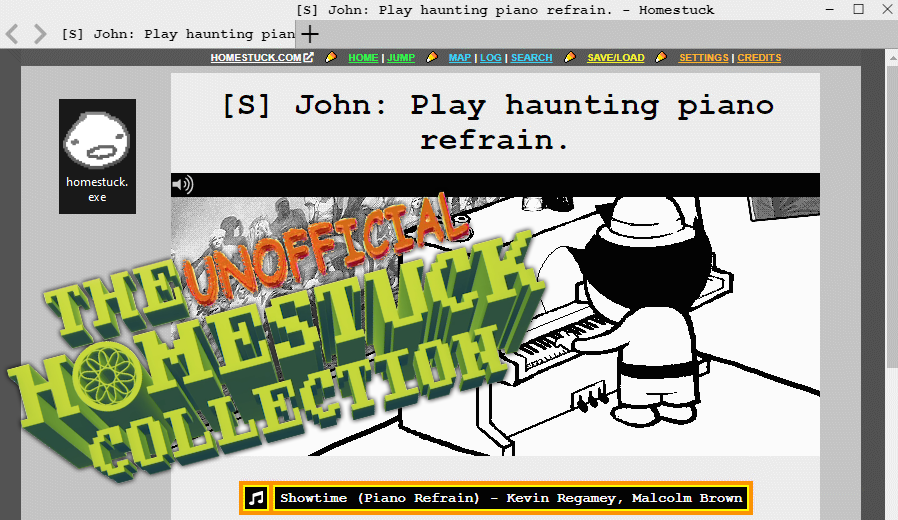 [S] John: Play haunting piano refrain. - Homestuck
[S] John: Play haunting pian
HOMESTUCK.COM HOME | JUMP MAP | LOG | SEARCH SAVE/LOAD SETTINGS | CREDITS
[S] John: Play haunting piano
refrain.
homestuck.
exe
THE UNOFFICIAL
HOMESTUCK
COLLECTION
Showtime (Piano Refrain) - Kevin Regamey, Malcolm Brown